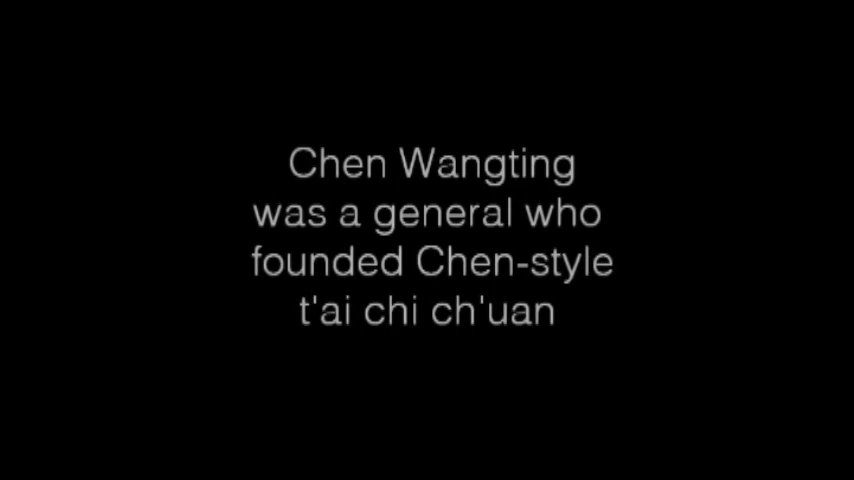 Chen Wangting
was a general who
founded Chen-style
t'ai chi ch'uan